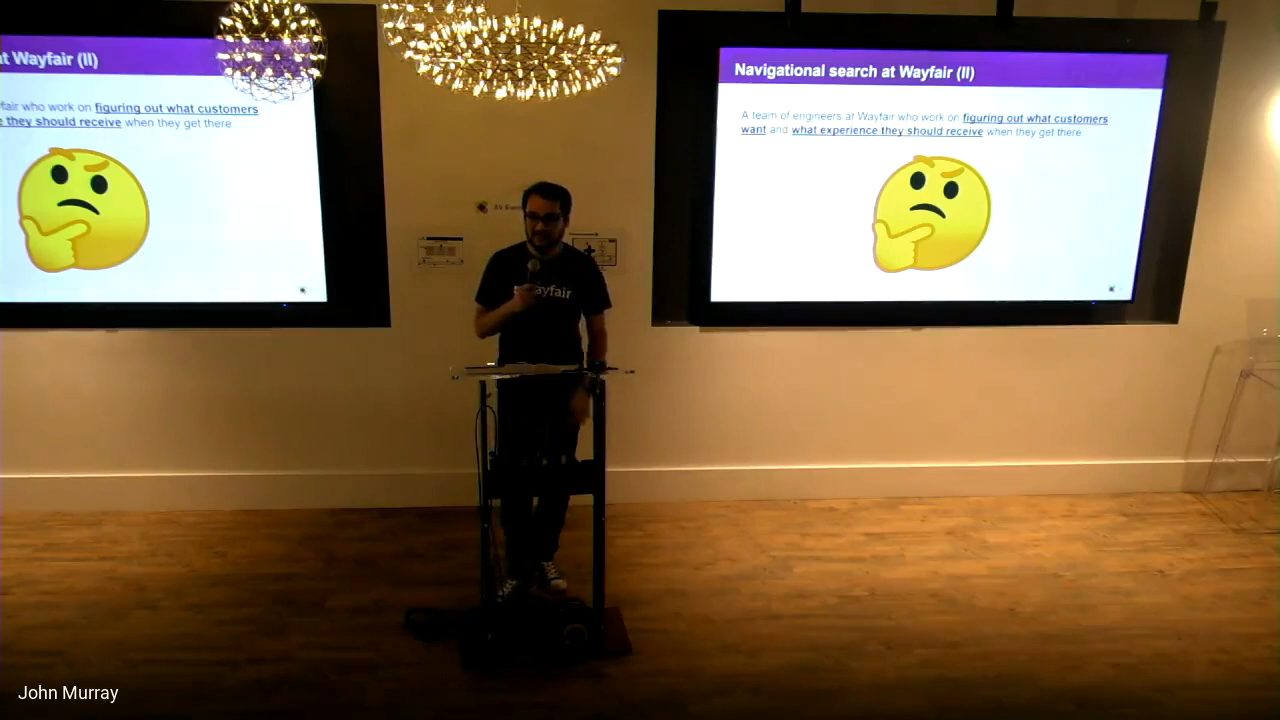 t Wayfair (II)
fair who work on figuring out what customers
e they should receive when they get there.
Navigational search at Wayfair (II)
A team of engineers at Wayfair who work on figuring out what customers
want and what experience they should receive when they get there.
wayfair
John Murray